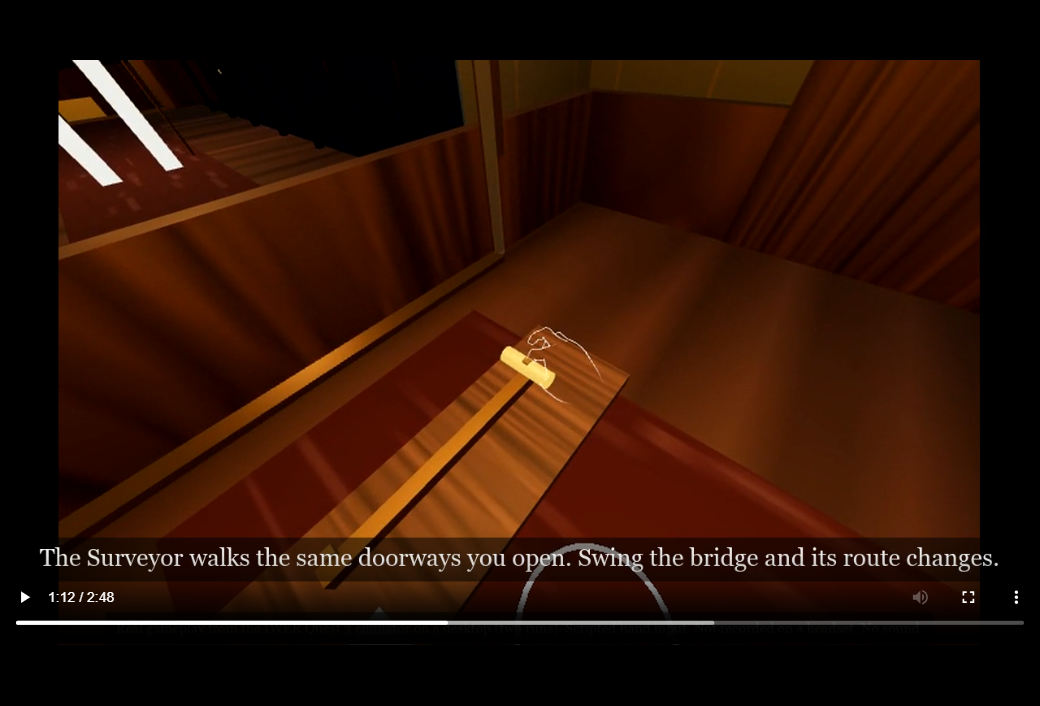 The Surveyor walks the same doorways you open. Swing the bridge and its route changes.
1:12 / 2:48